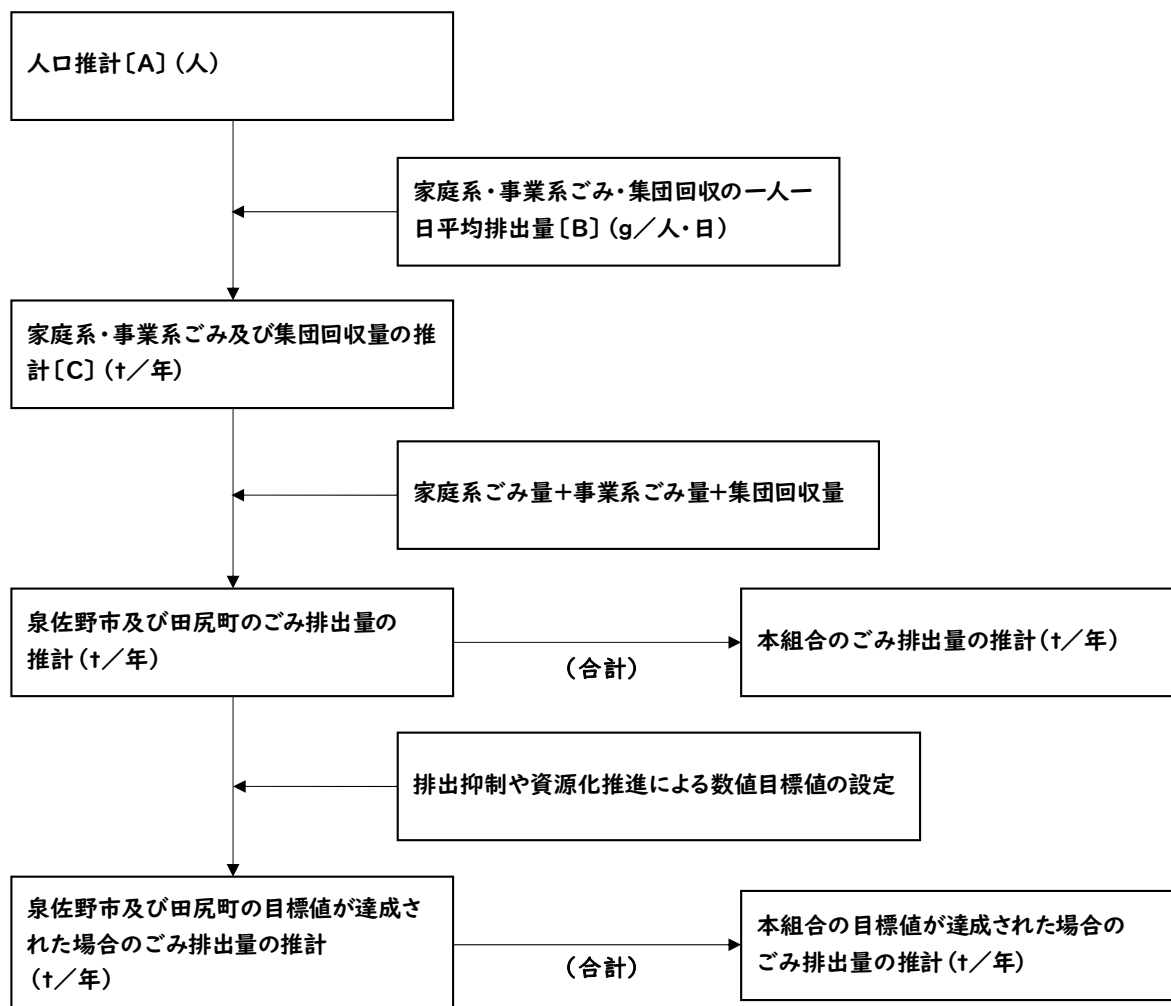 人口推計〔A〕（人）
家庭系・事業系ごみ・集団回収の一人一
日平均排出量〔B〕（g／人・日）
家庭系・事業系ごみ及び集団回収量の推
計〔C〕（t／年）
家庭系ごみ量＋事業系ごみ量＋集団回収量
泉佐野市及び田尻町のごみ排出量の
推計（t／年）
（合計）
本組合のごみ排出量の推計（t／年）
排出抑制や資源化推進による数値目標値の設定
泉佐野市及び田尻町の目標値が達成さ
れた場合のごみ排出量の推計
（t／年）
（合計）
本組合の目標値が達成された場合の
ごみ排出量の推計（t／年）